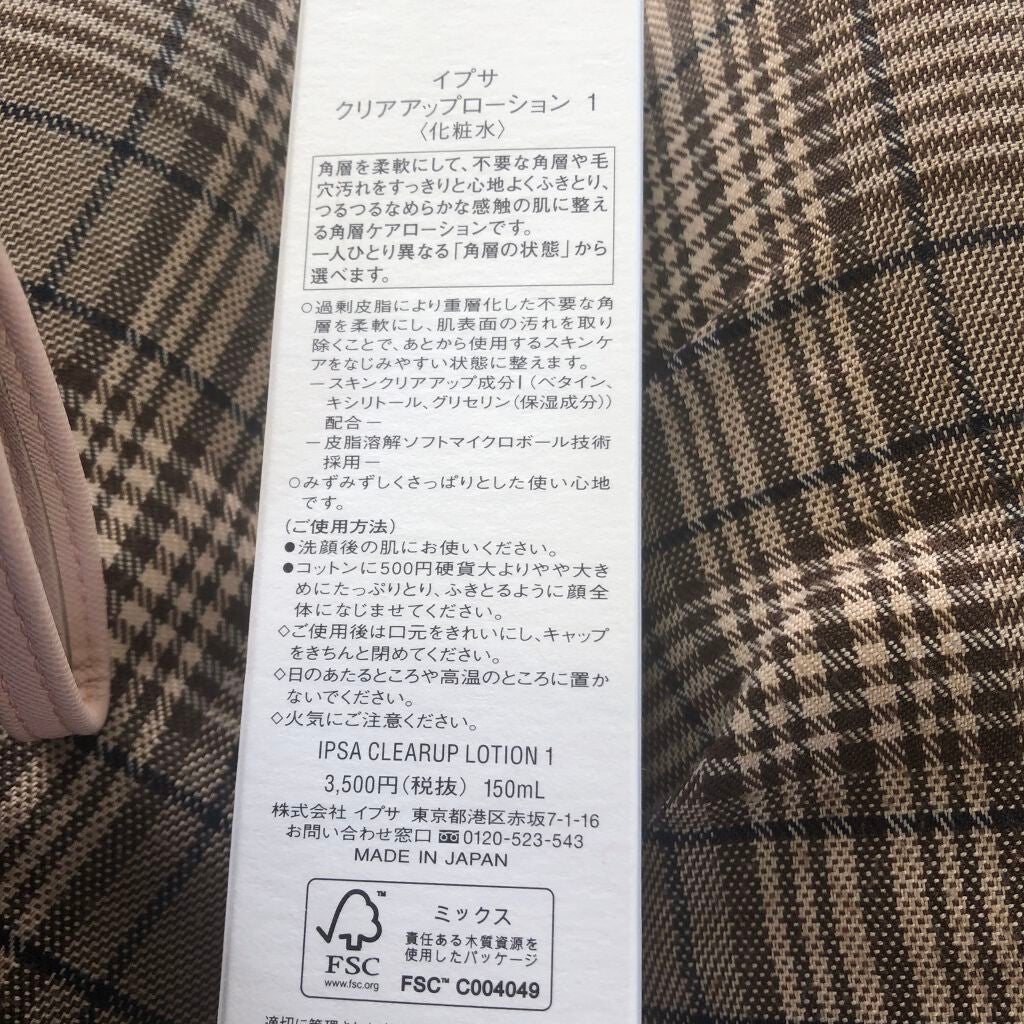 イプサ
クリアアップローション 1
〈化粧水〉
角層を柔軟にして、不要な角層や毛
穴汚れをすっきりと心地よくふきとり、
つるつるなめらかな感触の肌に整え
る角層ケアローションです。
一人ひとり異なる「角層の状態」から
選べます。
○過剰皮脂により重層化した不要な角
層を柔軟にし、肌表面の汚れを取り
除くことで、あとから使用するスキンケ
アをなじみやすい状態に整えます。
－スキンクリアアップ成分Ⅰ（ベタイン、
キシリトール、グリセリン（保湿成分））
配合－
－皮脂溶解ソフトマイクロボール技術
採用－
○みずみずしくさっぱりとした使い心地
です。
（ご使用方法）
●洗顔後の肌にお使いください。
●コットンに500円硬貨大よりやや大き
めにたっぷりとり、ふきとるように顔全
体になじませてください。
◇ご使用後は口元をきれいにし、キャップ
をきちんと閉めてください。
◇日のあたるところや高温のところに置か
ないでください。
◇火気にご注意ください。
IPSA CLEARUP LOTION 1
3,500円（税抜） 150mL
株式会社 イプサ 東京都港区赤坂7-1-16
お問い合わせ窓口 0120-523-543
MADE IN JAPAN
TM
FSC
www.fsc.org
ミックス
責任ある木質資源を
使用したパッケージ
FSC™ C004049